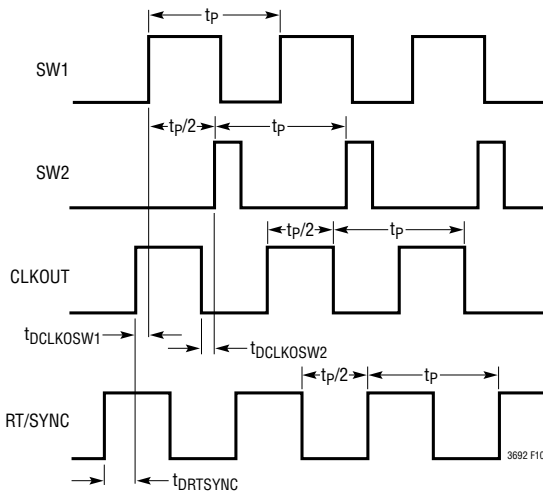 tP
SW1
tP/2
tP
SW2
tP/2
tP
CLKOUT
tDCLKOSW1
tDCLKOSW2
tP/2
tP
RT/SYNC
3692 F10
tDRTSYNC